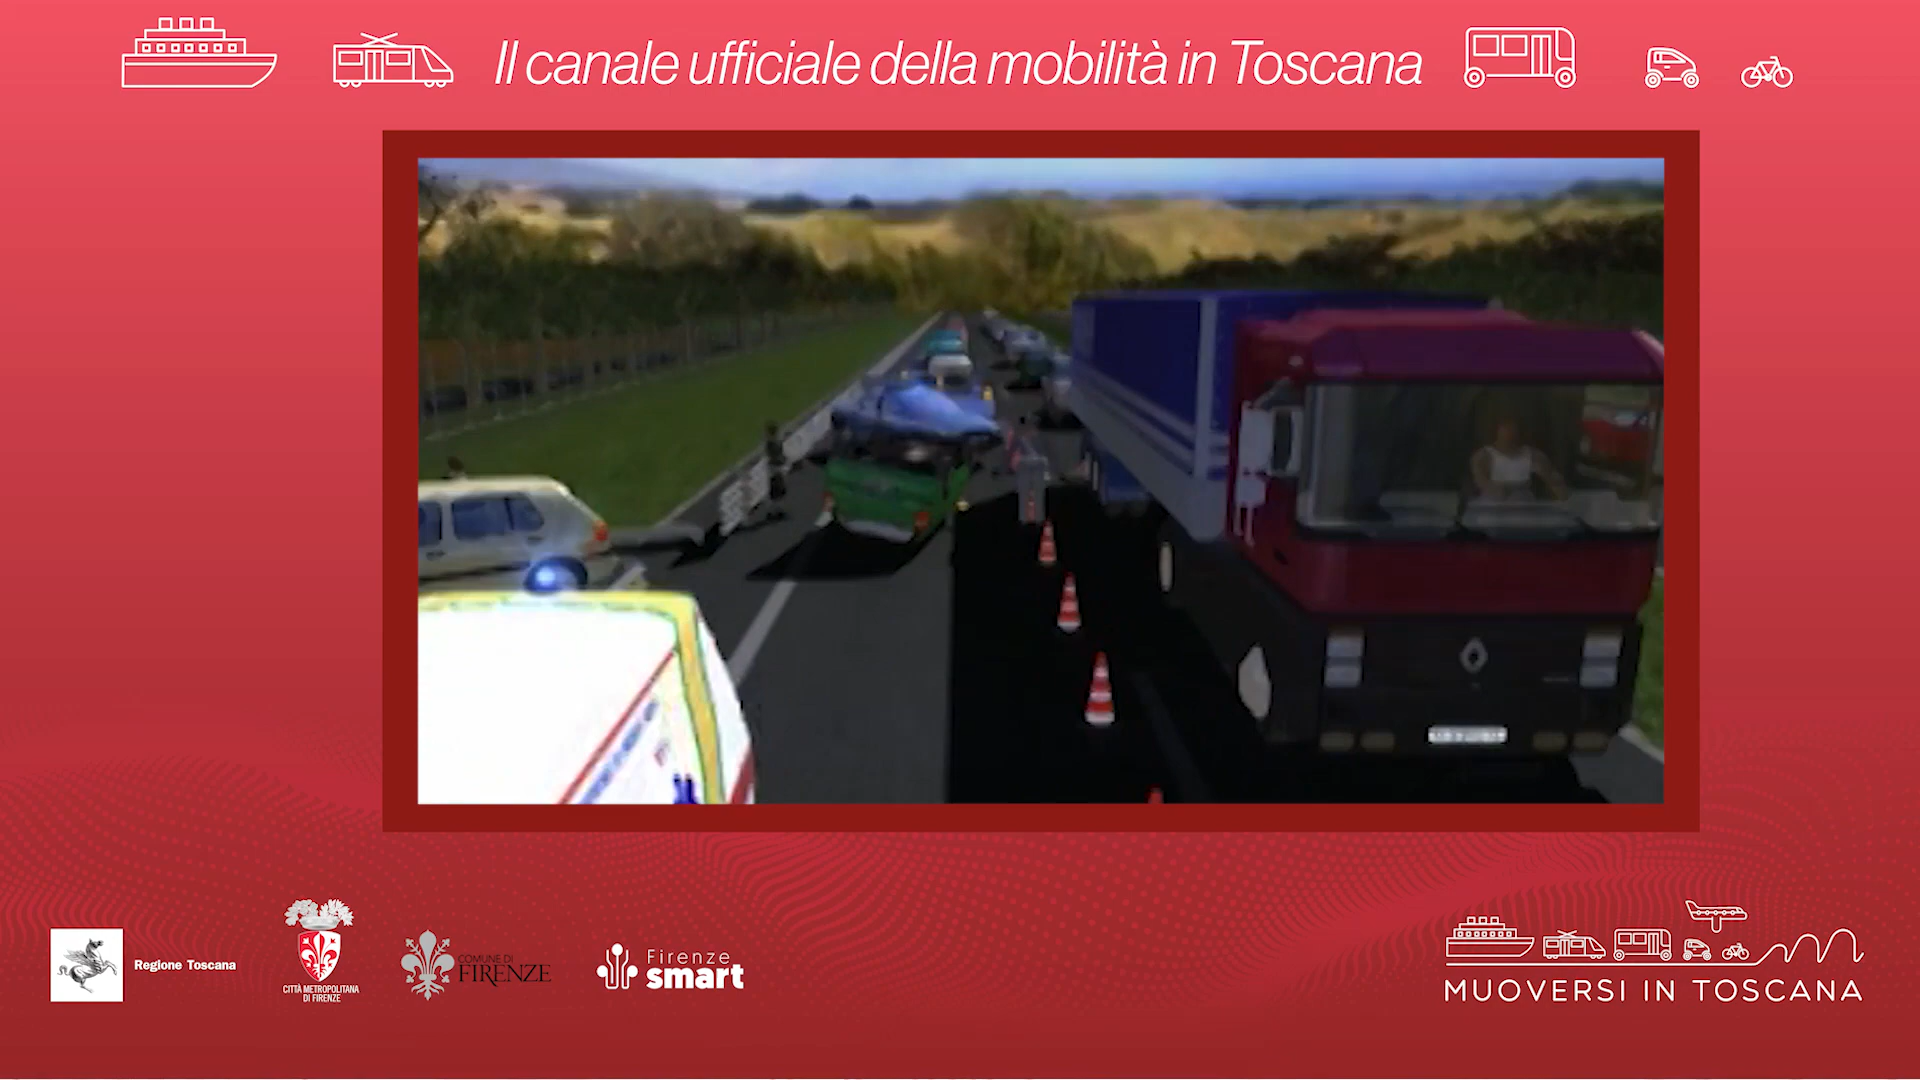 Il canale ufficiale della mobilità in Toscana
Regione Toscana
CITTÀ METROPOLITANA
DI FIRENZE
COMUNE DI
FIRENZE
Firenze
smart
MUOVERSI IN TOSCANA